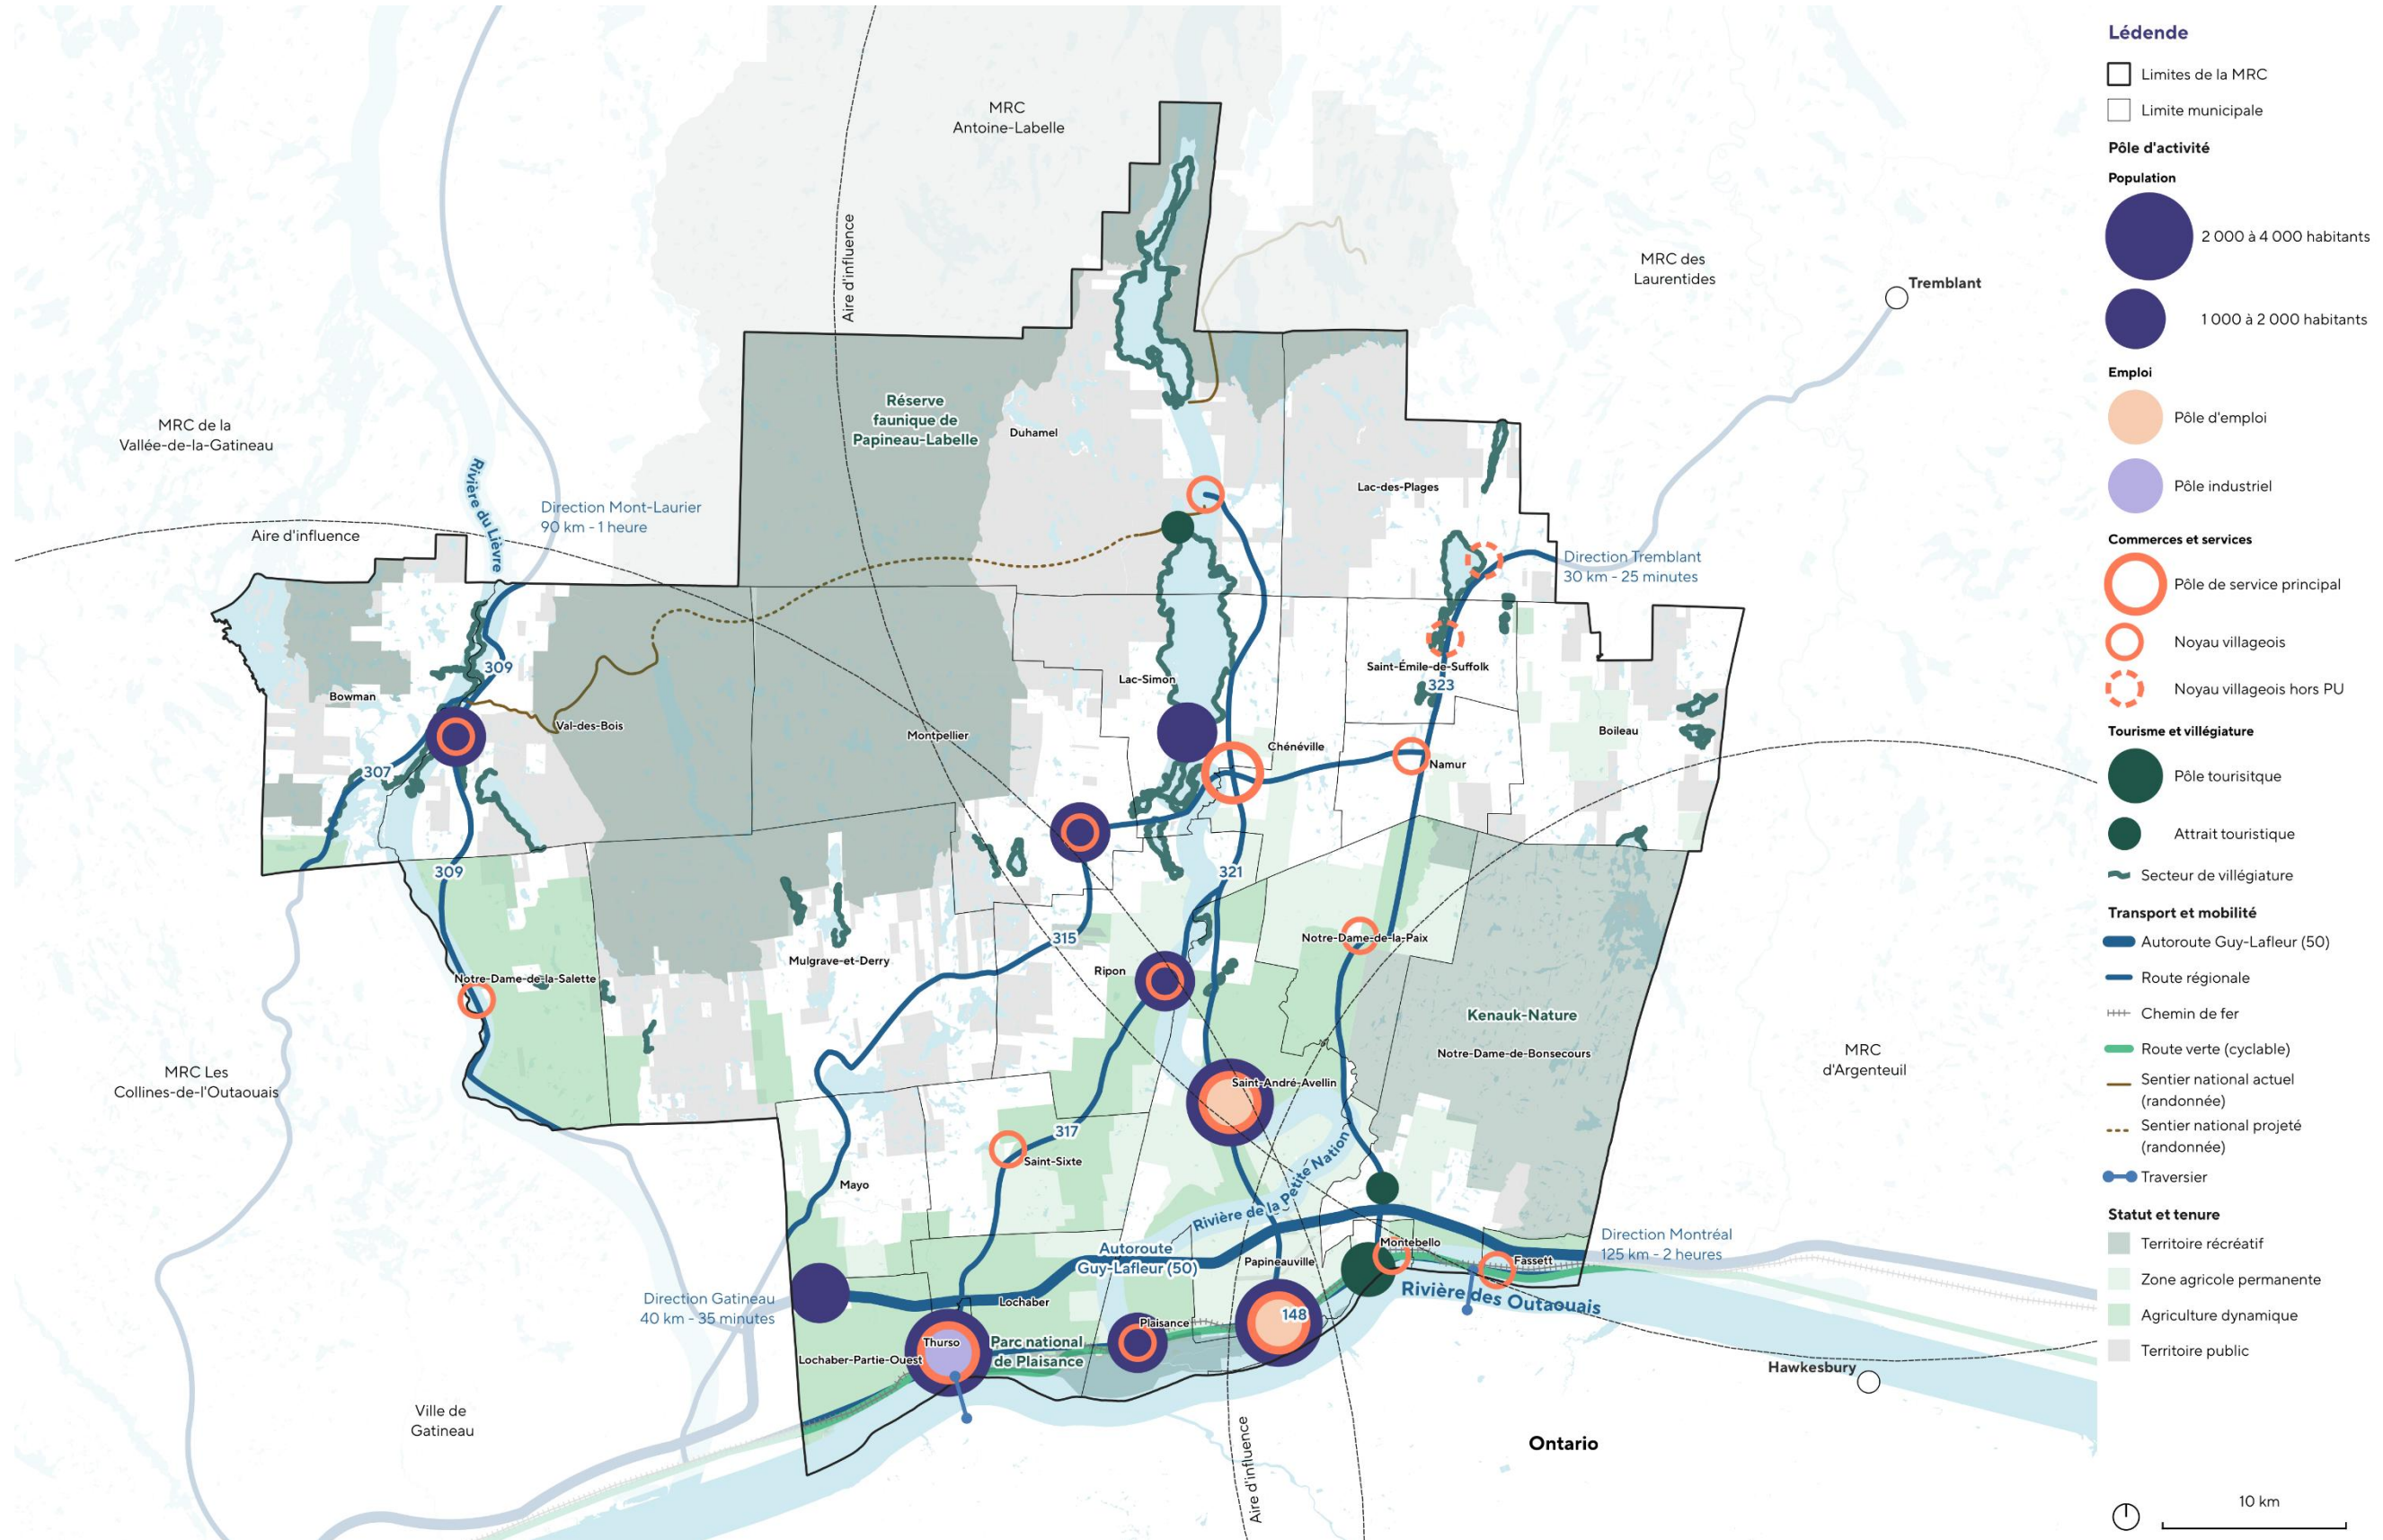 MRC
Antoine-Labelle
MRC des
Laurentides
Tremblant
Aire d'influence
MRC de la
Vallée-de-la-Gatineau
Réserve
faunique de
Papineau-Labelle
Duhamel
Rivière du Lièvre
Direction Mont-Laurier
90 km - 1 heure
Aire d'influence
Lac-des-Plages
Direction Tremblant
30 km - 25 minutes
309
Bowman
Val-des-Bois
Montpellier
Lac-Simon
Saint-Émile-de-Suffolk
323
Boileau
Chénéville
Namur
307
309
321
315
Notre-Dame-de-la-Paix
Mulgrave-et-Derry
Ripon
Notre-Dame-de-la-Salette
Kenauk-Nature
Notre-Dame-de-Bonsecours
MRC
d'Argenteuil
MRC Les
Collines-de-l'Outaouais
Saint-André-Avellin
317
Saint-Sixte
Mayo
Rivière de la Petite Nation
Autoroute
Guy-Lafleur (50)
Papineauville
Montebello
Fassett
Direction Montréal
125 km - 2 heures
Direction Gatineau
40 km - 35 minutes
Lochaber
Rivière des Outaouais
148
Plaisance
Thurso
Parc national
de Plaisance
Lochaber-Partie-Ouest
Hawkesbury
Ville de
Gatineau
Aire d'influence
Ontario
Lédende
Limites de la MRC
Limite municipale
Pôle d'activité
Population
2 000 à 4 000 habitants
1 000 à 2 000 habitants
Emploi
Pôle d'emploi
Pôle industriel
Commerces et services
Pôle de service principal
Noyau villageois
Noyau villageois hors PU
Tourisme et villégiature
Pôle tourisitque
Attrait touristique
Secteur de villégiature
Transport et mobilité
Autoroute Guy-Lafleur (50)
Route régionale
Chemin de fer
Route verte (cyclable)
Sentier national actuel
(randonnée)
Sentier national projeté
(randonnée)
Traversier
Statut et tenure
Territoire récréatif
Zone agricole permanente
Agriculture dynamique
Territoire public
10 km